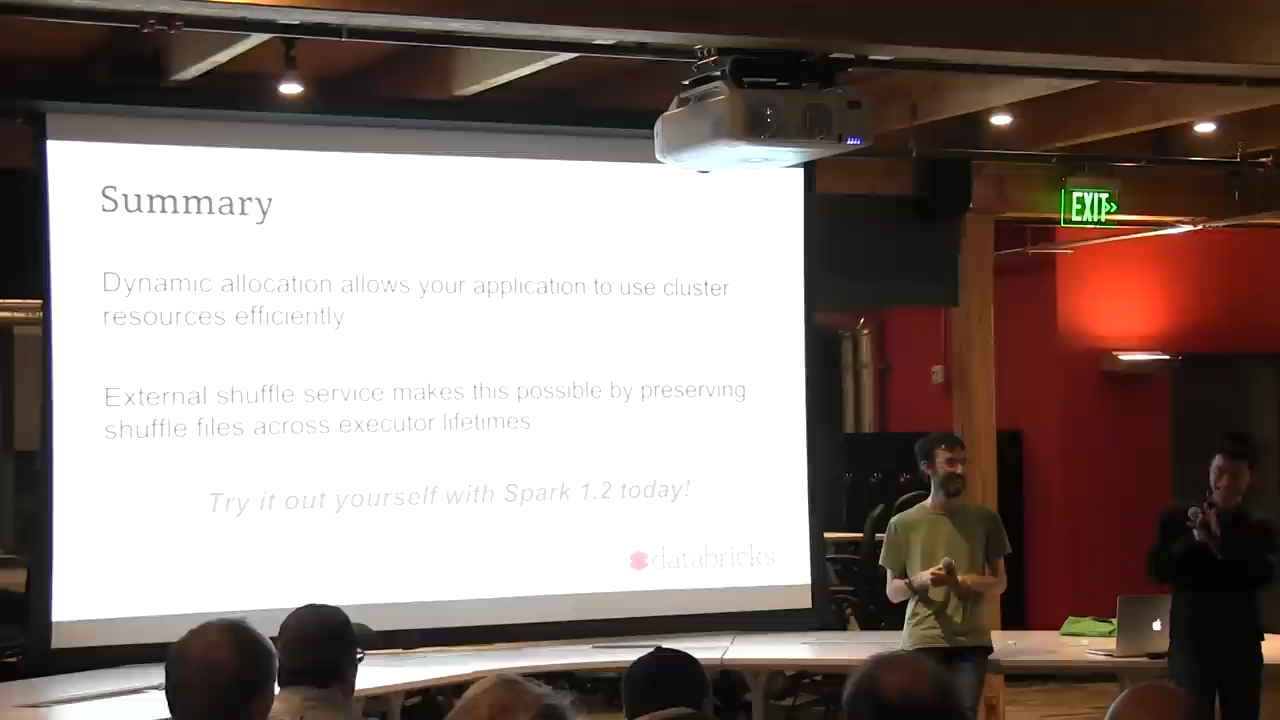 Summary
Dynamic allocation allows your application to use cluster
resources efficiently
External shuffle service makes this possible by preserving
shuffle files across executor lifetimes
Try it out yourself with Spark 1.2 today!
databricks
EXIT